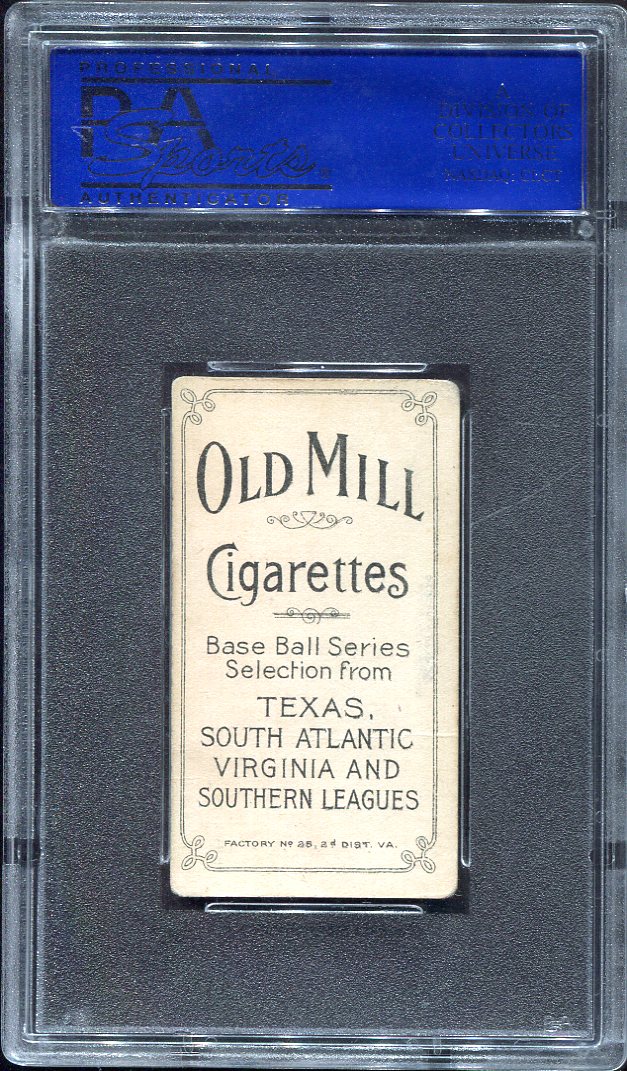 PROFESSIONAL
PSA
Sports
AUTHENTICATOR
A
DIVISION OF
COLLECTORS
UNIVERSE
NASDAQ: CLCT
OLD MILL
Cigarettes
Base Ball Series
Selection from
TEXAS,
SOUTH ATLANTIC
VIRGINIA AND
SOUTHERN LEAGUES
FACTORY Nº 25, 2d DIST. VA.